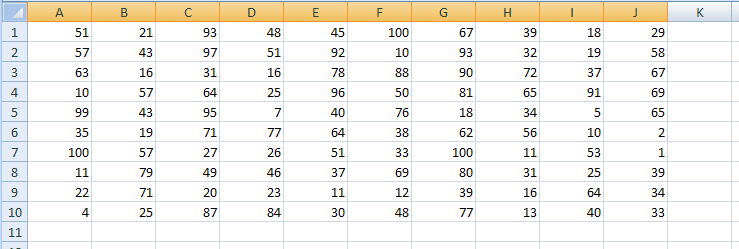 A B C D E F G H I J K
1 51 21 93 48 45 100 67 39 18 29
2 57 43 97 51 92 10 93 32 19 58
3 63 16 31 16 78 88 90 72 37 67
4 10 57 64 25 96 50 81 65 91 69
5 99 43 95 7 40 76 18 34 5 65
6 35 19 71 77 64 38 62 56 10 2
7 100 57 27 26 51 33 100 11 53 1
8 11 79 49 46 37 69 80 31 25 39
9 22 71 20 23 11 12 39 16 64 34
10 4 25 87 84 30 48 77 13 40 33
11